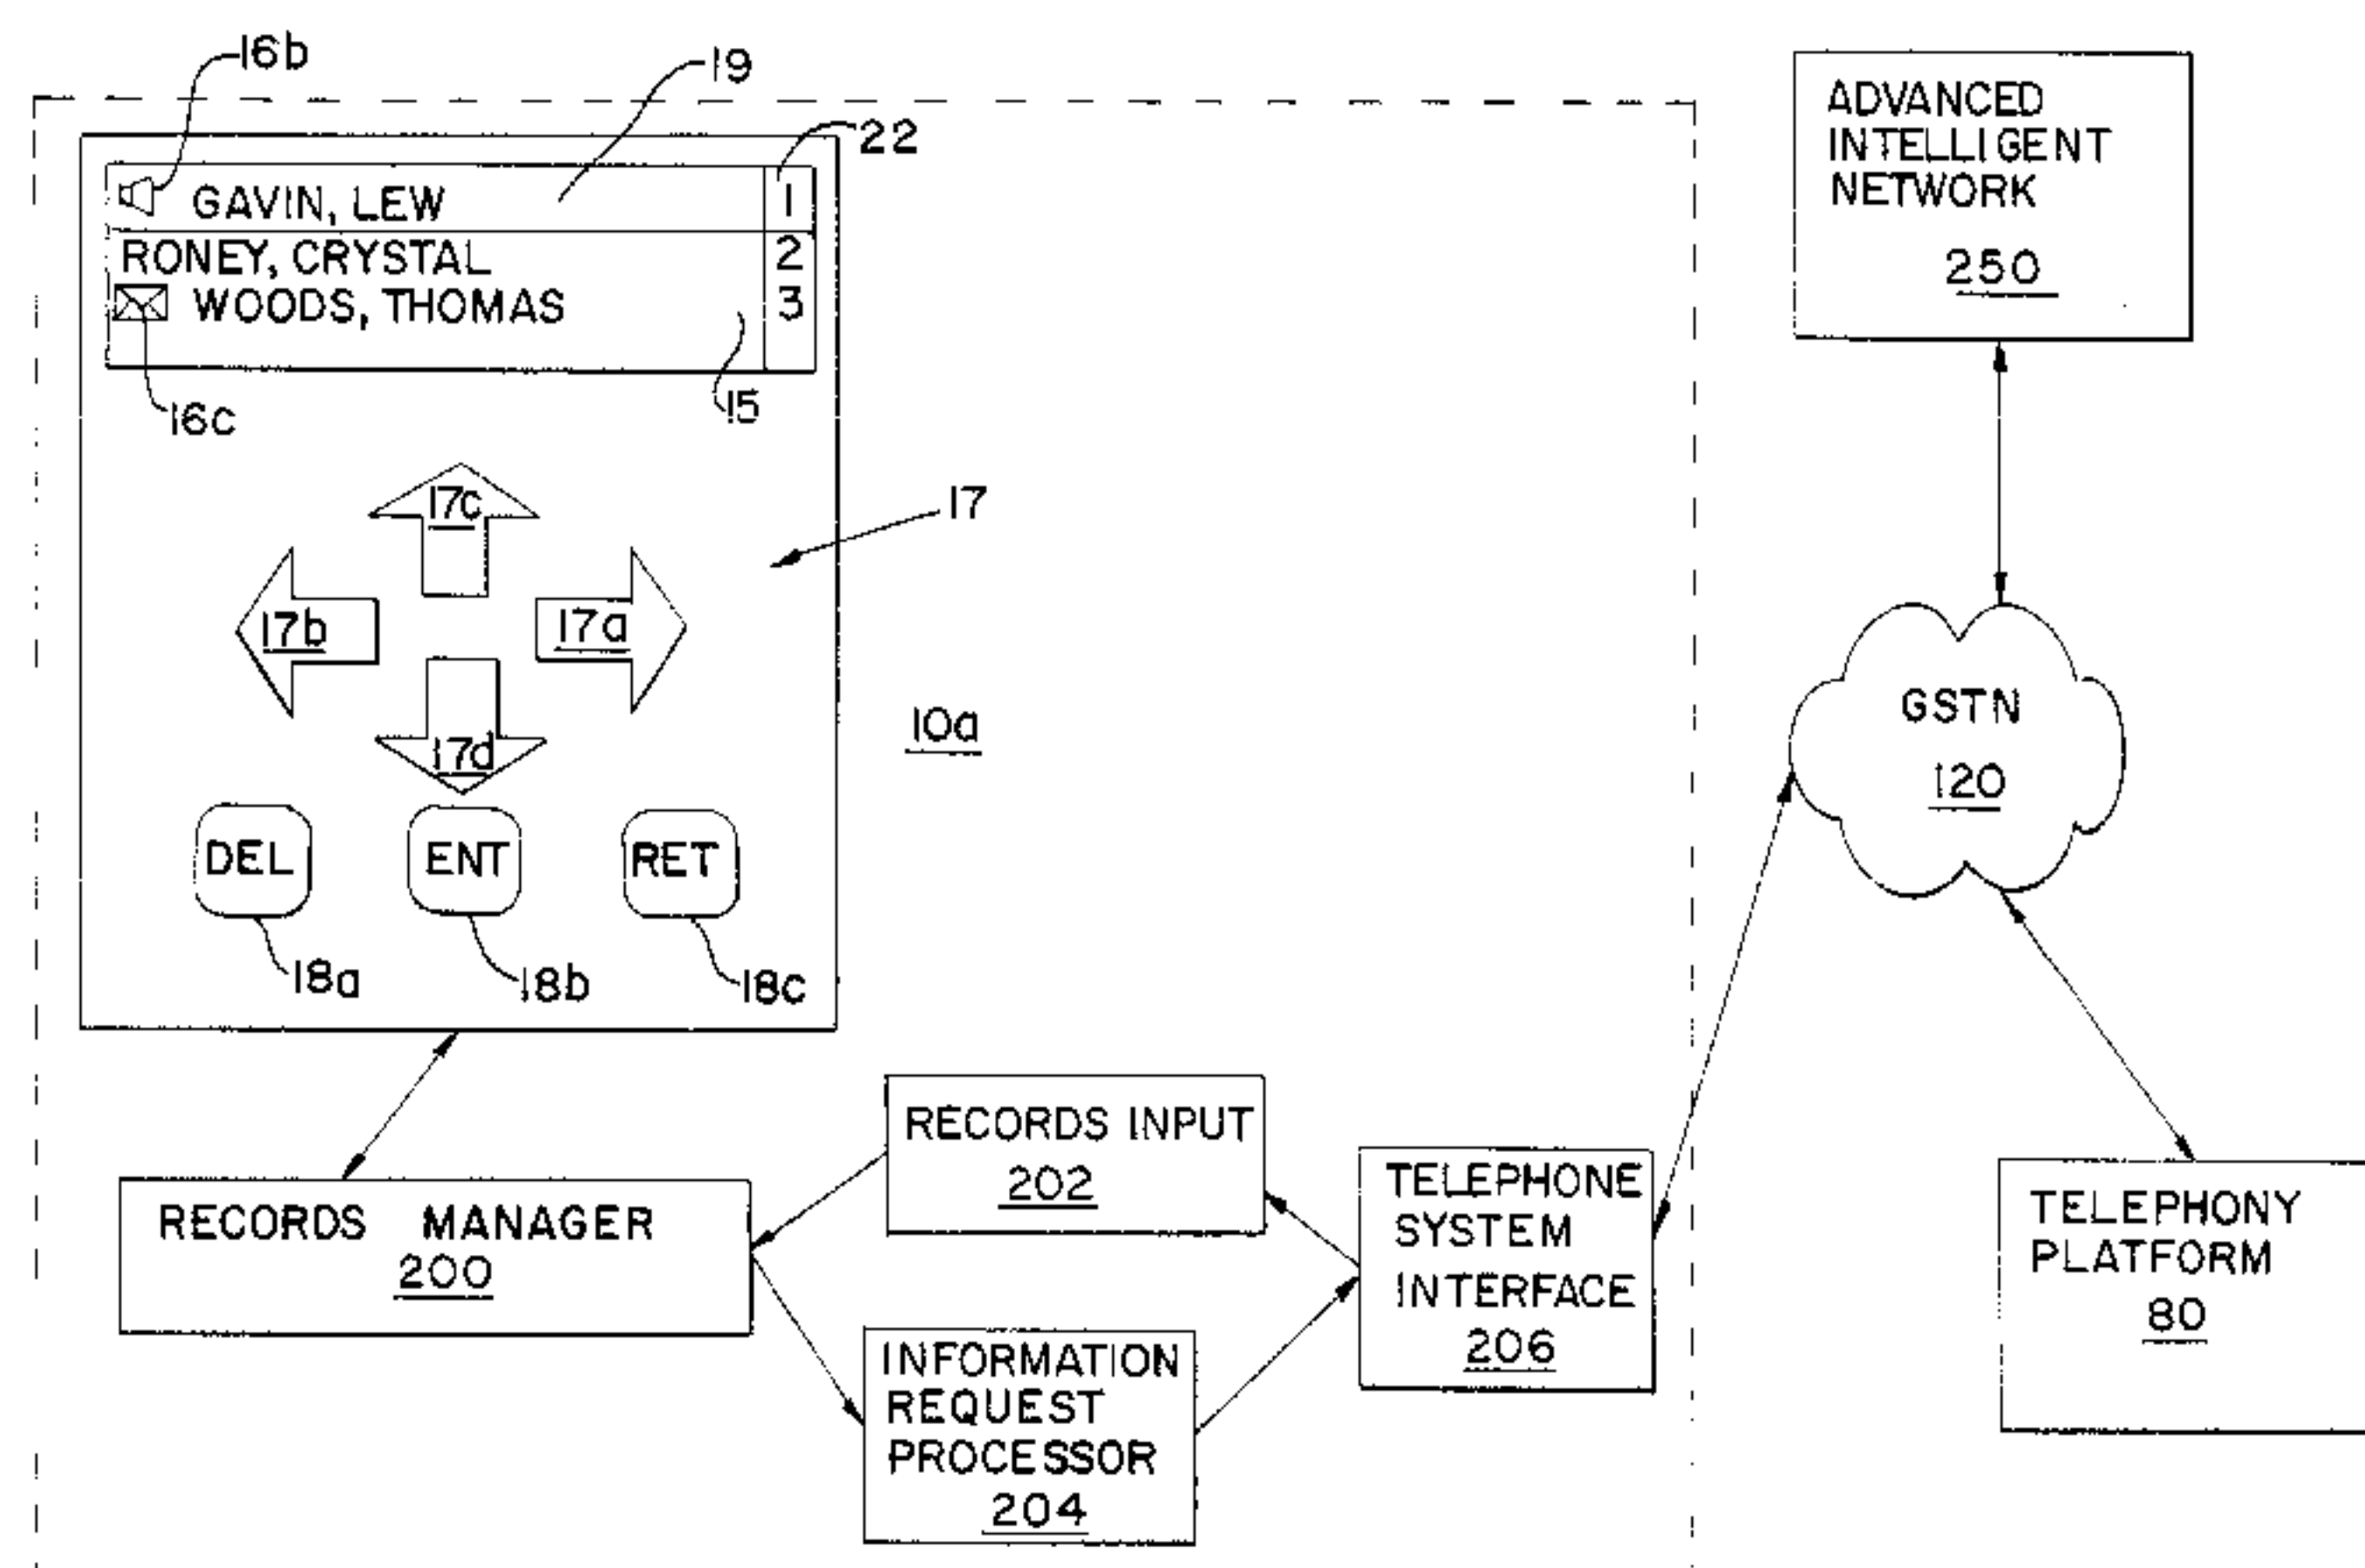 16b
19
22
GAVIN, LEW 1
RONEY, CRYSTAL 2
WOODS, THOMAS 3
16c
15
17c
17
17b
17a
17d
10a
DEL
ENT
RET
18a
18b
18c
RECORDS MANAGER
200
RECORDS INPUT
202
INFORMATION
REQUEST
PROCESSOR
204
TELEPHONE
SYSTEM
INTERFACE
206
ADVANCED
INTELLIGENT
NETWORK
250
GSTN
120
TELEPHONY
PLATFORM
80